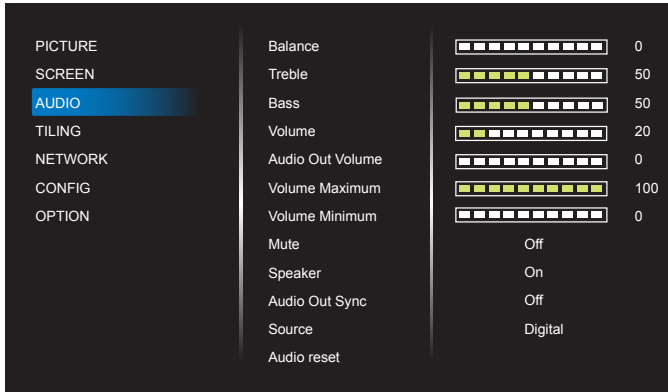 PICTURE
SCREEN
AUDIO
TILING
NETWORK
CONFIG
OPTION
Balance 0
Treble 50
Bass 50
Volume 20
Audio Out Volume 0
Volume Maximum 100
Volume Minimum 0
Mute Off
Speaker On
Audio Out Sync Off
Source Digital
Audio reset